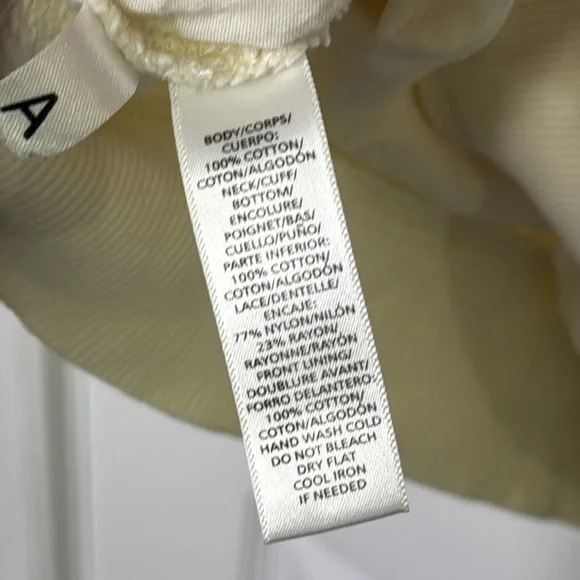 A
BODY/CORPS/
CUERPO:
100% COTTON/
COTON/ALGODÓN
NECK/CUFF/
BOTTOM/
ENCOLURE/
POIGNET/BAS/
CUELLO/PUÑO/
PARTE INFERIOR:
100% COTTON/
COTON/ALGODÓN
LACE/DENTELLE/
ENCAJE:
77% NYLON/NILÓN
23% RAYON/
RAYONNE/RAYÓN
FRONT LINING/
DOUBLURE AVANT/
FORRO DELANTERO:
100% COTTON/
COTON/ALGODÓN
HAND WASH COLD
DO NOT BLEACH
DRY FLAT
COOL IRON
IF NEEDED